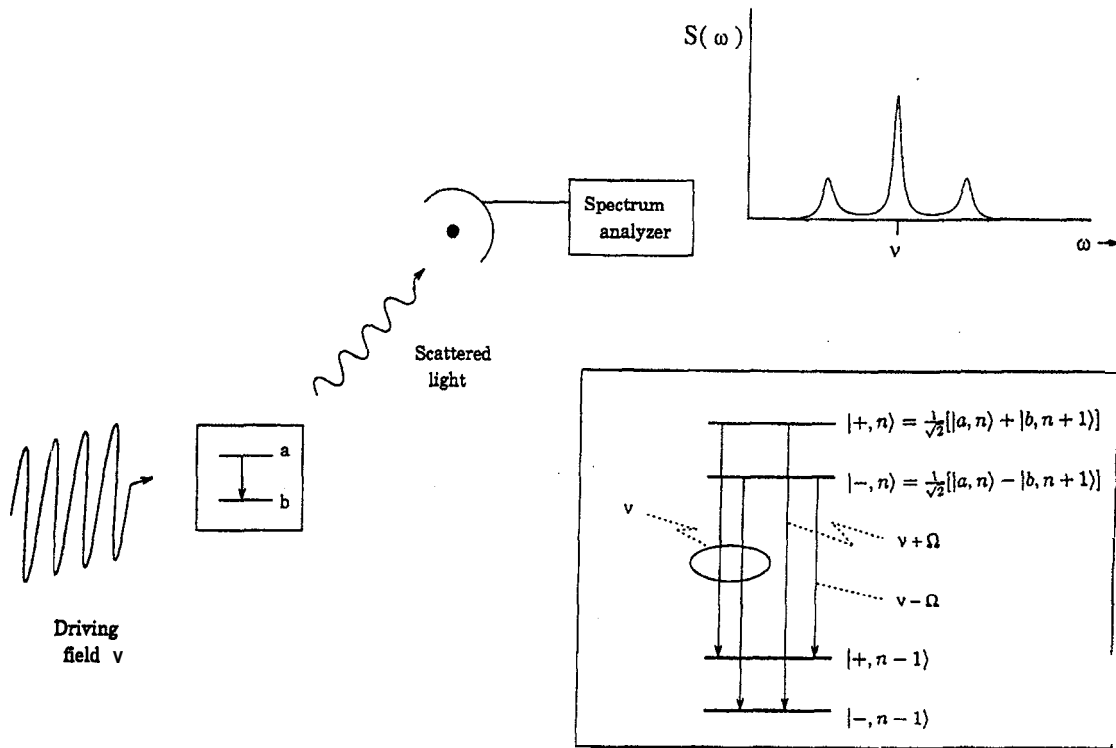 S(ω)
ν
ω
Spectrum
analyzer
Scattered
light
a
b
Driving
field ν
|+, n⟩ = 1/√2[|a, n⟩ + |b, n+1⟩]
|−, n⟩ = 1/√2[|a, n⟩ − |b, n+1⟩]
ν
ν + Ω
ν − Ω
|+, n − 1⟩
|−, n − 1⟩